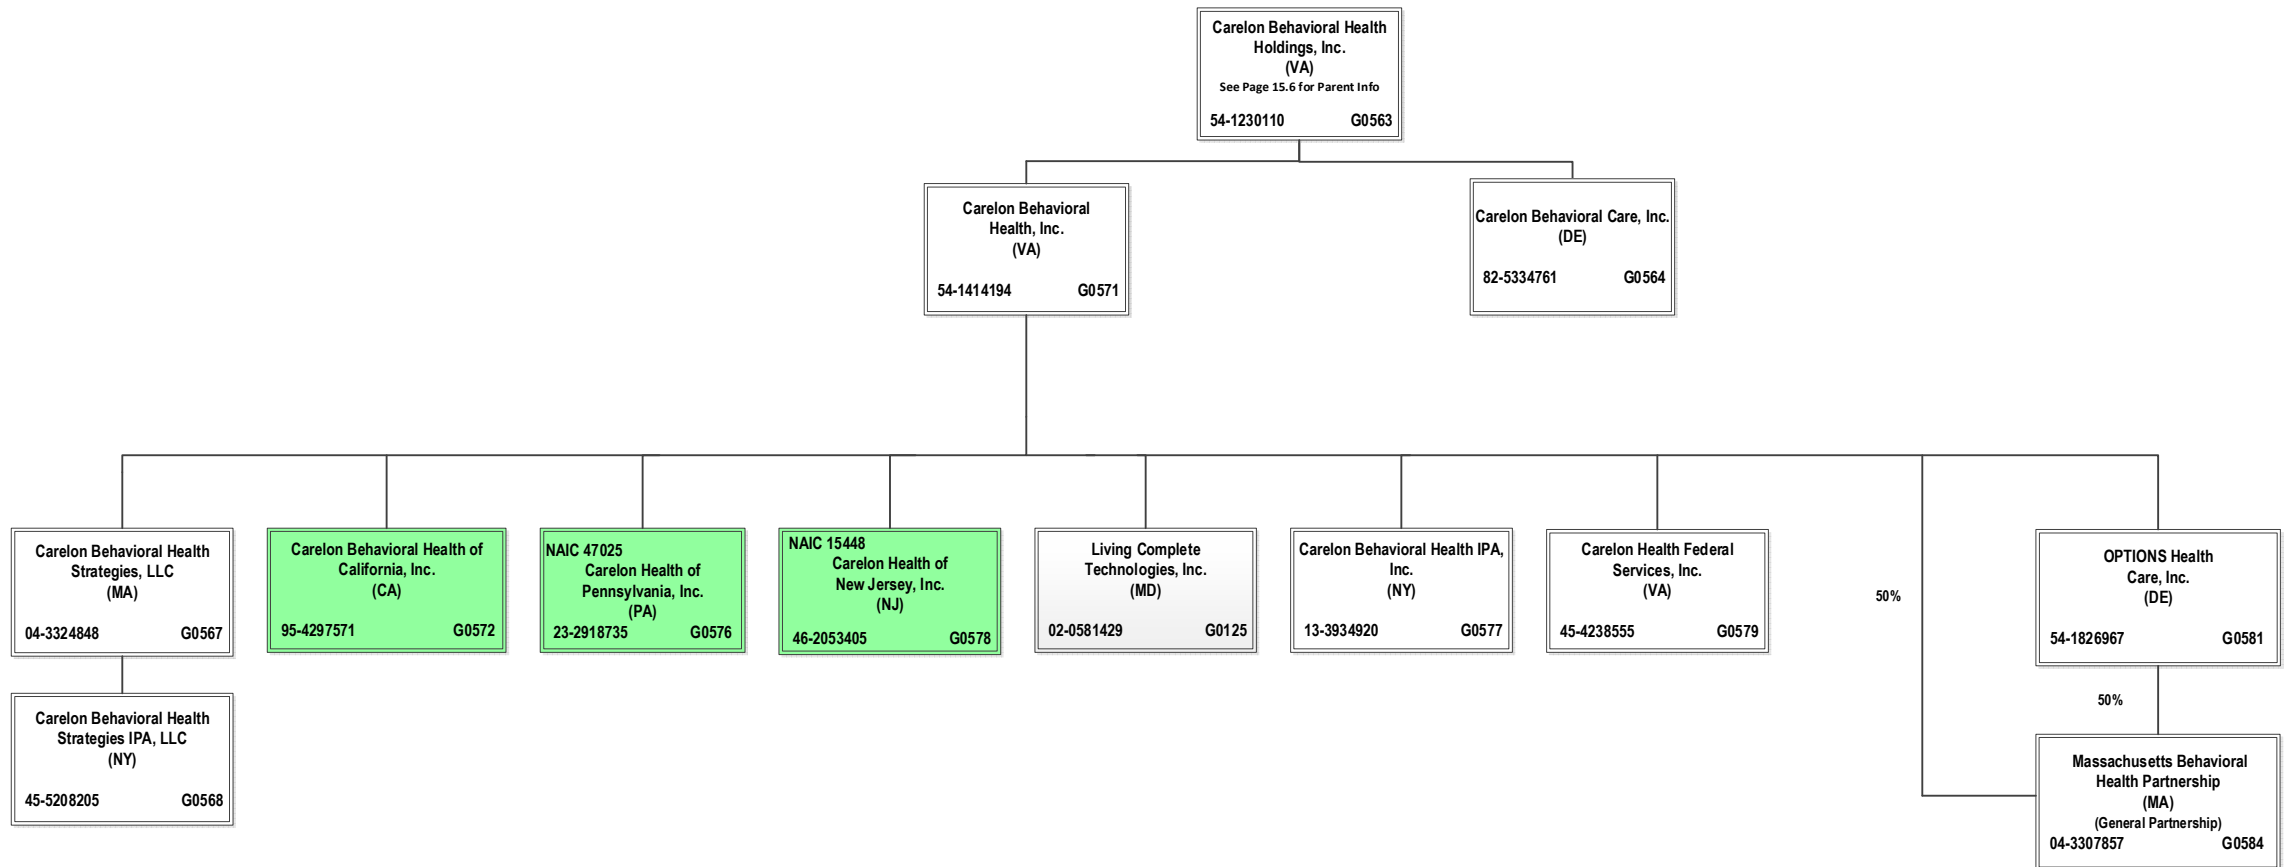 Carelon Behavioral Health
Holdings, Inc.
(VA)
See Page 15.6 for Parent Info
54-1230110 G0563
Carelon Behavioral
Health, Inc.
(VA)
54-1414194 G0571
Carelon Behavioral Care, Inc.
(DE)
82-5334761 G0564
Carelon Behavioral Health
Strategies, LLC
(MA)
04-3324848 G0567
Carelon Behavioral Health of
California, Inc.
(CA)
95-4297571 G0572
NAIC 47025
Carelon Health of
Pennsylvania, Inc.
(PA)
23-2918735 G0576
NAIC 15448
Carelon Health of
New Jersey, Inc.
(NJ)
46-2053405 G0578
Living Complete
Technologies, Inc.
(MD)
02-0581429 G0125
Carelon Behavioral Health IPA,
Inc.
(NY)
13-3934920 G0577
Carelon Health Federal
Services, Inc.
(VA)
45-4238555 G0579
50%
OPTIONS Health
Care, Inc.
(DE)
54-1826967 G0581
Carelon Behavioral Health
Strategies IPA, LLC
(NY)
45-5208205 G0568
50%
Massachusetts Behavioral
Health Partnership
(MA)
(General Partnership)
04-3307857 G0584